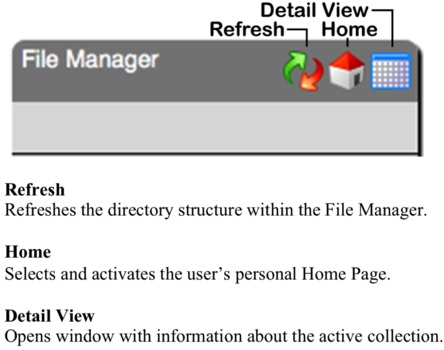 Detail View
Refresh
Home
File Manager
Refresh
Refreshes the directory structure within the File Manager.
Home
Selects and activates the user's personal Home Page.
Detail View
Opens window with information about the active collection.